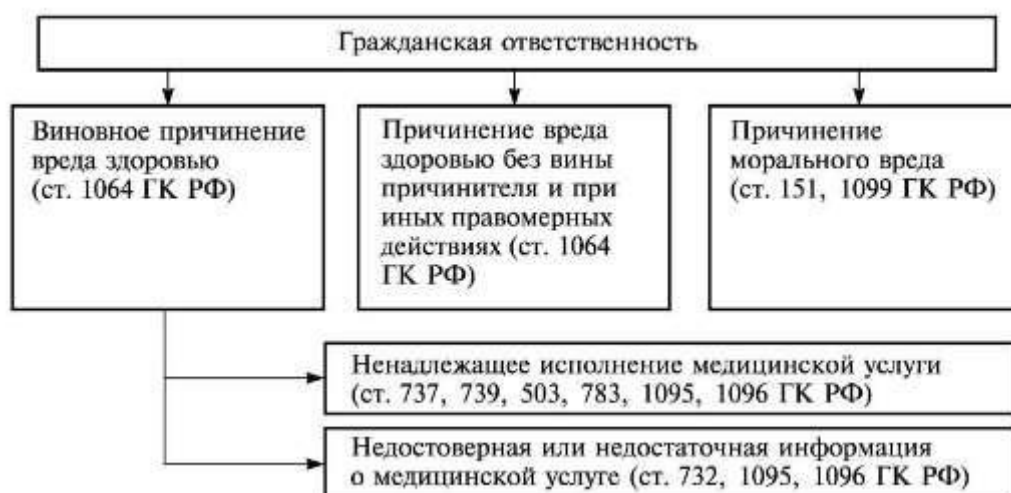 Гражданская ответственность
Виновное причинение
вреда здоровью
(ст. 1064 ГК РФ)
Причинение вреда
здоровью без вины
причинителя и при
иных правомерных
действиях (ст. 1064
ГК РФ)
Причинение
морального вреда
(ст. 151, 1099 ГК РФ)
Ненадлежащее исполнение медицинской услуги
(ст. 737, 739, 503, 783, 1095, 1096 ГК РФ)
Недостоверная или недостаточная информация
о медицинской услуге (ст. 732, 1095, 1096 ГК РФ)